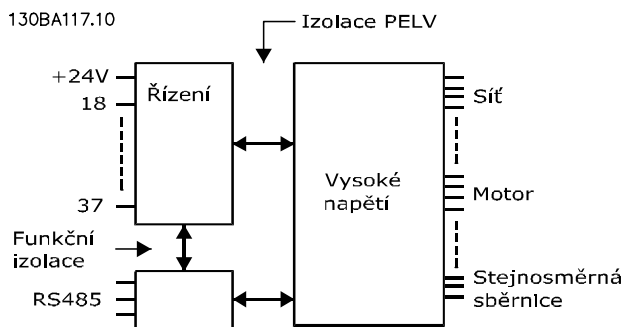 130BA117.10
Izolace PELV
+24V
Řízení
18
37
Vysoké
napětí
Síť
Motor
Funkční
izolace
RS485
Stejnosměrná
sběrnice